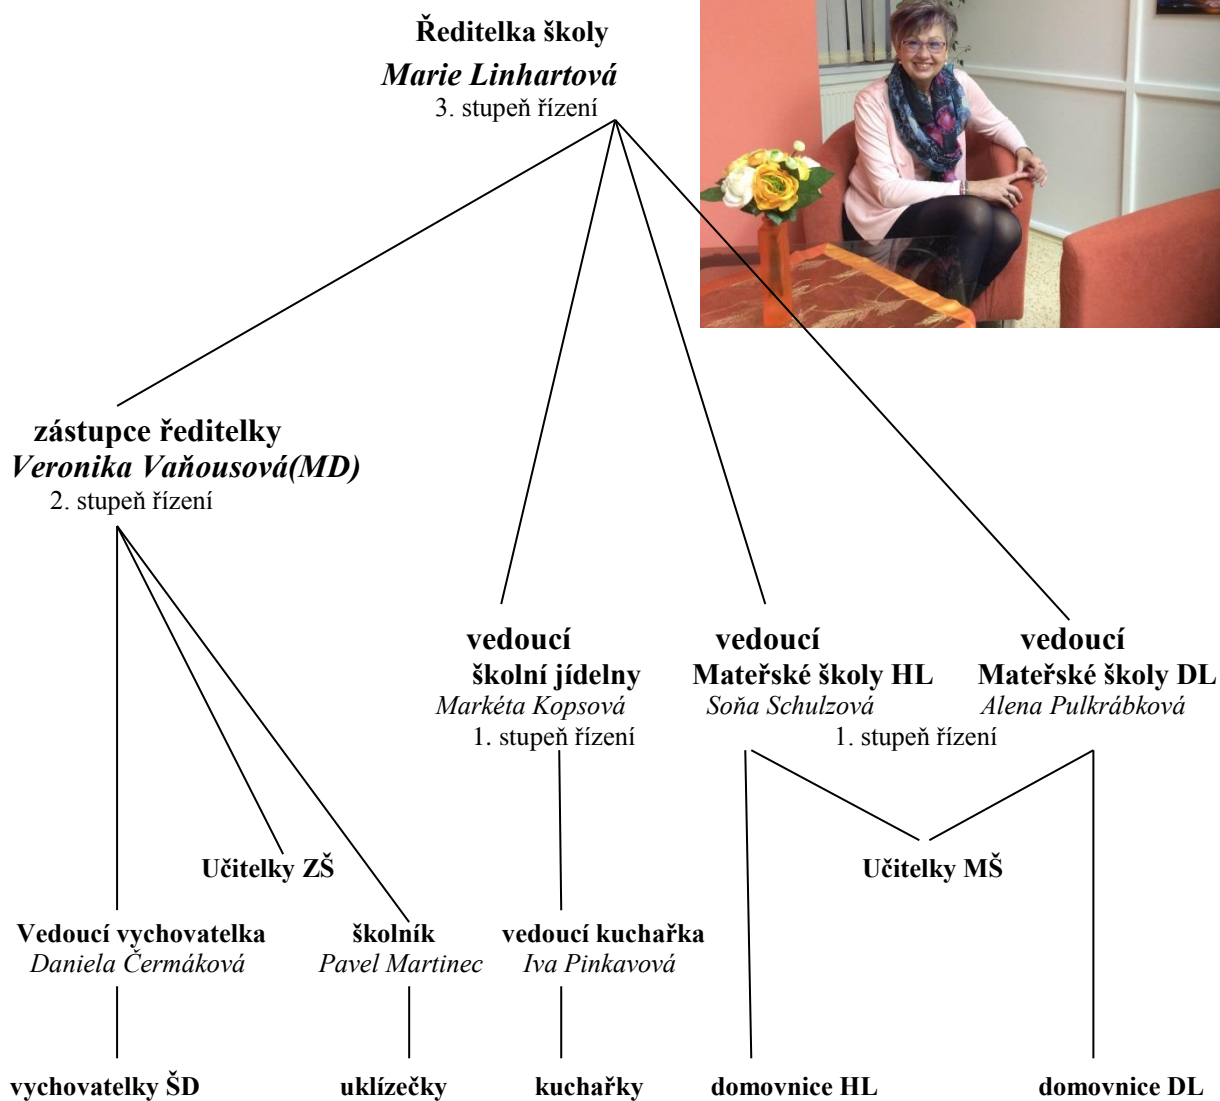 Ředitelka školy
Marie Linhartová
3. stupeň řízení
zástupce ředitelky
Veronika Vaňousová(MD)
2. stupeň řízení
vedoucí
školní jídelny
Markéta Kopsová
1. stupeň řízení
vedoucí
Mateřské školy HL
Soňa Schulzová
vedoucí
Mateřské školy DL
Alena Pulkrábková
1. stupeň řízení
Učitelky ZŠ
Učitelky MŠ
Vedoucí vychovatelka
Daniela Čermáková
školník
Pavel Martinec
vedoucí kuchařka
Iva Pinkavová
vychovatelky ŠD
uklízečky
kuchařky
domovnice HL
domovnice DL